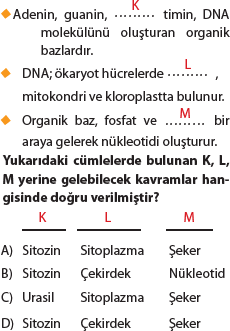 K
◆ Adenin, guanin, ......... timin, DNA
molekülünü oluşturan organik
bazlardır.
L
◆ DNA; ökaryot hücrelerde ......... ,
mitokondri ve kloroplastta bulunur.
M
◆ Organik baz, fosfat ve ......... bir
araya gelerek nükleotidi oluşturur.
Yukarıdaki cümlelerde bulunan K, L,
M yerine gelebilecek kavramlar han-
gisinde doğru verilmiştir?
K L M
A) Sitozin Sitoplazma Şeker
B) Sitozin Çekirdek Nükleotid
C) Urasil Sitoplazma Şeker
D) Sitozin Çekirdek Şeker